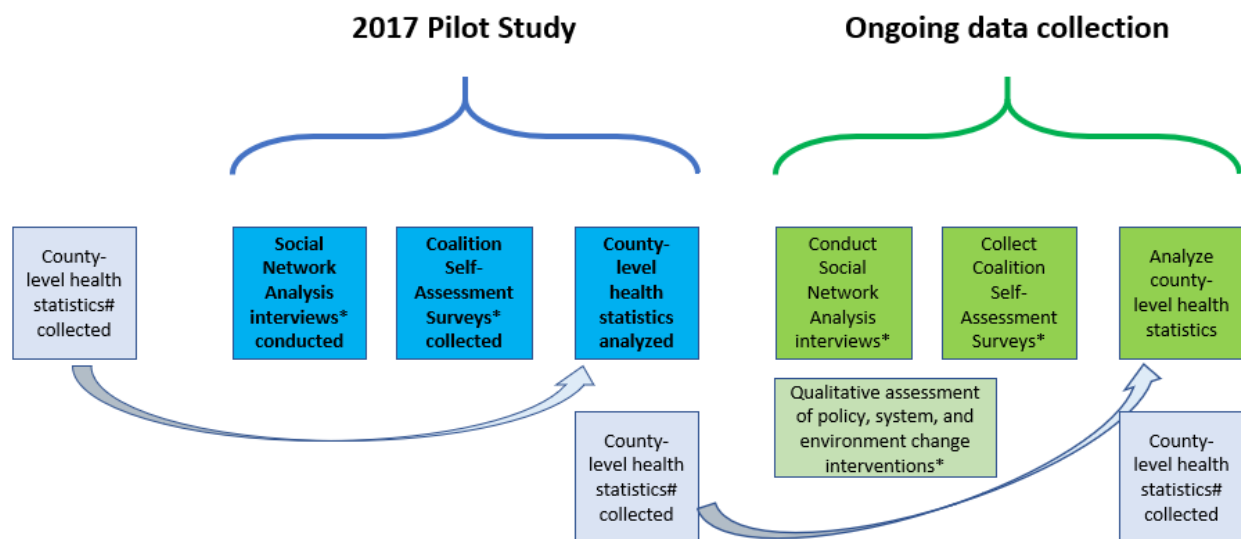 2017 Pilot Study
Ongoing data collection
County-
level health
statistics#
collected
Social
Network
Analysis
interviews*
conducted
Coalition
Self-
Assessment
Surveys*
collected
County-
level
health
statistics
analyzed
Conduct
Social
Network
Analysis
interviews*
Collect
Coalition
Self-
Assessment
Surveys*
Analyze
county-
level health
statistics
Qualitative assessment
of policy, system, and
environment change
interventions*
County-
level health
statistics#
collected
County-
level health
statistics#
collected